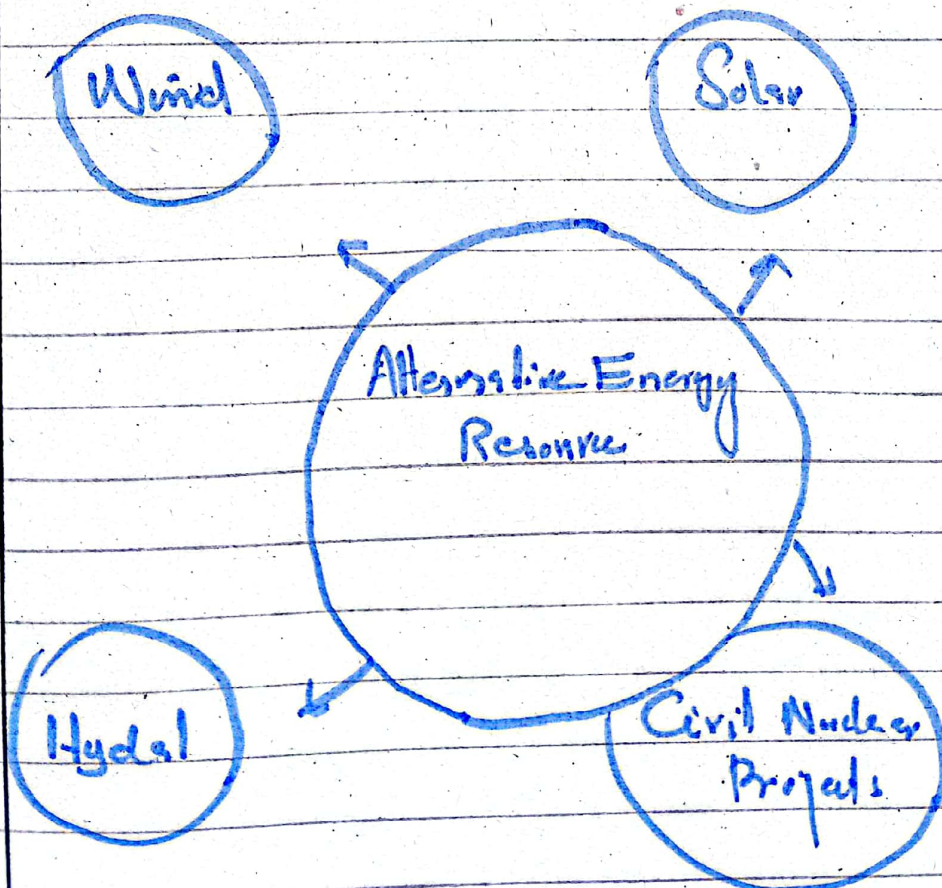 Wind
Solar
Alternative Energy
Resource
Hydal
Civil Nuclear
Projects